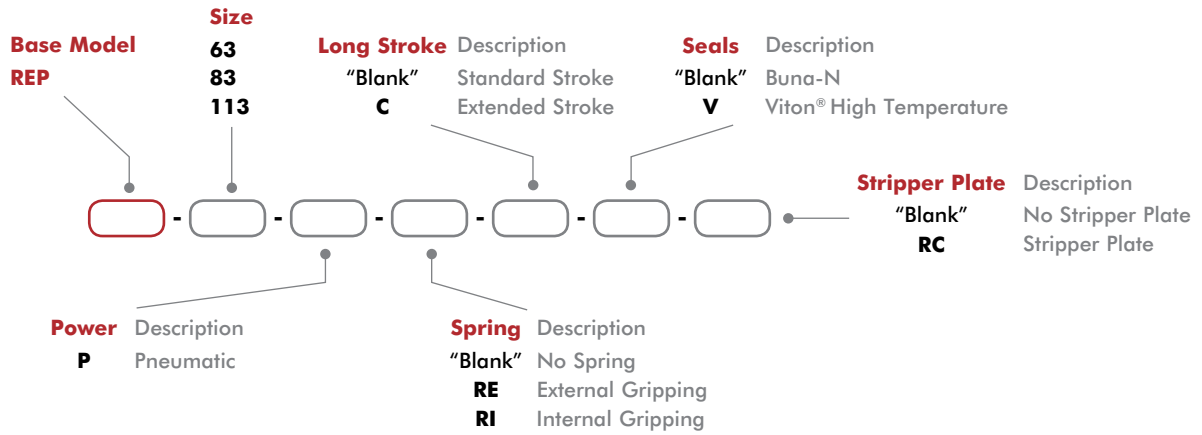 Size
Base Model
REP
63
83
113
Long Stroke Description
"Blank" Standard Stroke
C Extended Stroke
Seals Description
"Blank" Buna-N
V Viton® High Temperature
- - - - - -
Stripper Plate Description
"Blank" No Stripper Plate
RC Stripper Plate
Power Description
P Pneumatic
Spring Description
"Blank" No Spring
RE External Gripping
RI Internal Gripping